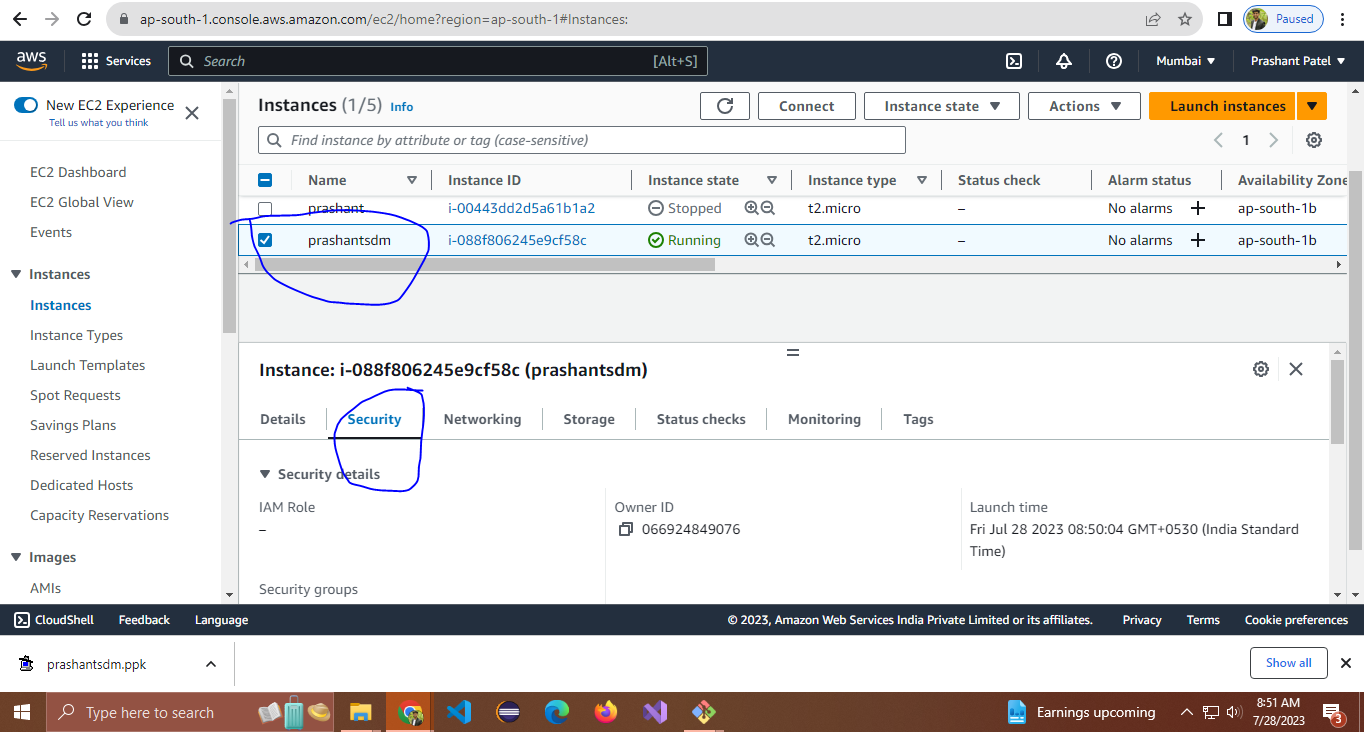 ap-south-1.console.aws.amazon.com/ec2/home?region=ap-south-1#Instances:
Paused
aws
Services
Search
[Alt+S]
Mumbai
Prashant Patel
New EC2 Experience
Tell us what you think
EC2 Dashboard
EC2 Global View
Events
Instances
Instances
Instance Types
Launch Templates
Spot Requests
Savings Plans
Reserved Instances
Dedicated Hosts
Capacity Reservations
Images
AMIs
Instances (1/5) Info
Connect
Instance state
Actions
Launch instances
Find instance by attribute or tag (case-sensitive)
1
Name Instance ID Instance state Instance type Status check Alarm status Availability Zone
prashant i-00443dd2d5a61b1a2 Stopped t2.micro – No alarms + ap-south-1b
prashantsdm i-088f806245e9cf58c Running t2.micro – No alarms + ap-south-1b
Instance: i-088f806245e9cf58c (prashantsdm)
Details Security Networking Storage Status checks Monitoring Tags
Security details
IAM Role
–
Owner ID
066924849076
Launch time
Fri Jul 28 2023 08:50:04 GMT+0530 (India Standard
Time)
Security groups
CloudShell Feedback Language
© 2023, Amazon Web Services India Private Limited or its affiliates. Privacy Terms Cookie preferences
prashantsdm.ppk
Show all
Type here to search
Earnings upcoming
8:51 AM
7/28/2023
3